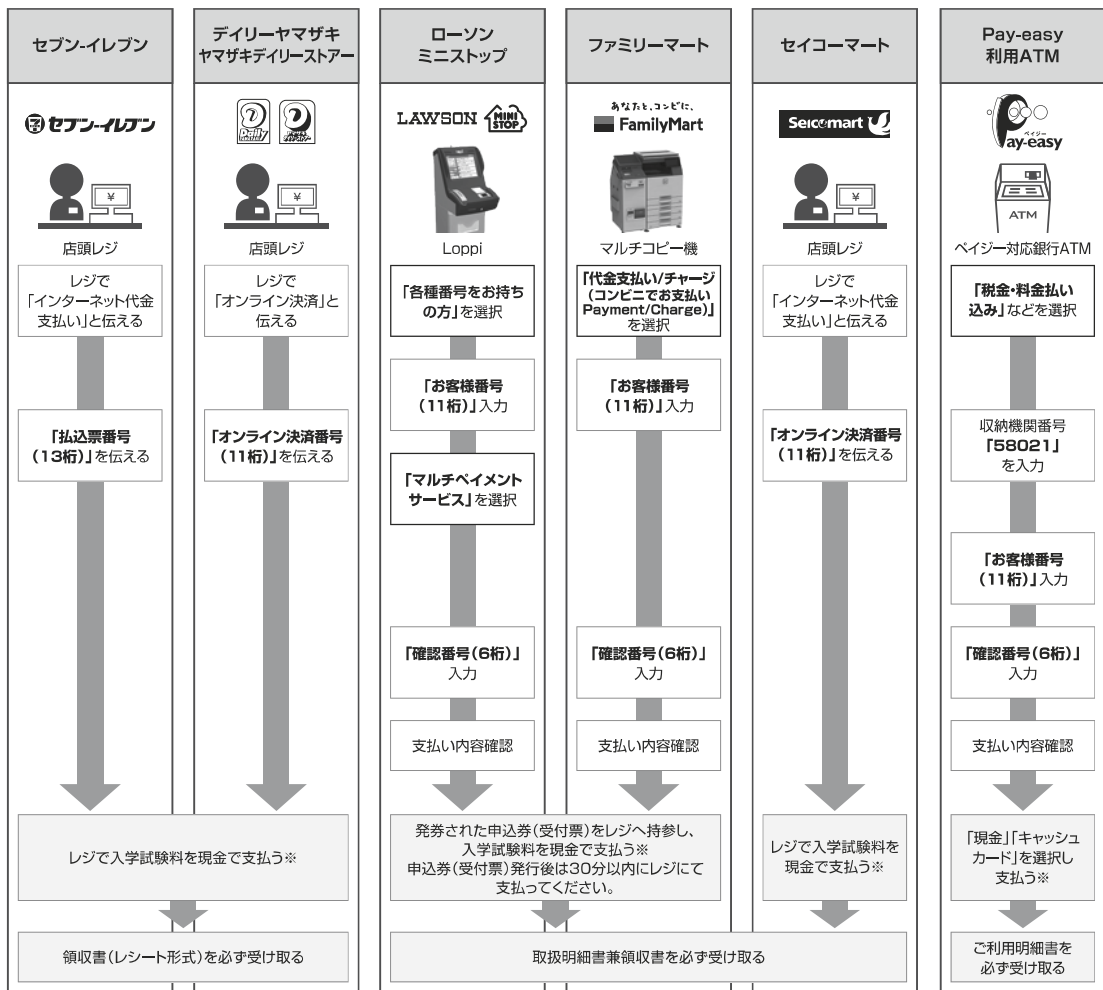 セブン-イレブン
セブン-イレブン
¥
店頭レジ
レジで
「インターネット代金
支払い」と伝える
「払込票番号
(13桁)」を伝える
デイリーヤマザキ
ヤマザキデイリーストアー
Daily
¥
店頭レジ
レジで
「オンライン決済」と
伝える
「オンライン決済番号
(11桁)」を伝える
レジで入学試験料を現金で支払う※
領収書(レシート形式)を必ず受け取る
ローソン
ミニストップ
LAWSON
MINI
STOP
Loppi
「各種番号をお持ち
の方」を選択
「お客様番号
(11桁)」入力
「マルチペイメント
サービス」を選択
「確認番号(6桁)」
入力
支払い内容確認
ファミリーマート
あなたと、コンビに、
FamilyMart
マルチコピー機
「代金支払い/チャージ
(コンビニでお支払い
Payment/Charge)」
を選択
「お客様番号
(11桁)」入力
「確認番号(6桁)」
入力
支払い内容確認
発券された申込券(受付票)をレジへ持参し、
入学試験料を現金で支払う※
申込券(受付票)発行後は30分以内にレジにて
支払ってください。
セイコーマート
Seicomart
¥
店頭レジ
レジで
「インターネット代金
支払い」と伝える
「オンライン決済番号
(11桁)」を伝える
レジで入学試験料を
現金で支払う※
取扱明細書兼領収書を必ず受け取る
Pay-easy
利用ATM
ペイジー
Pay-easy
ATM
ペイジー対応銀行ATM
「税金・料金払い
込み」などを選択
収納機関番号
「58021」
を入力
「お客様番号
(11桁)」入力
「確認番号(6桁)」
入力
支払い内容確認
「現金」「キャッシュ
カード」を選択し
支払う※
ご利用明細書を
必ず受け取る